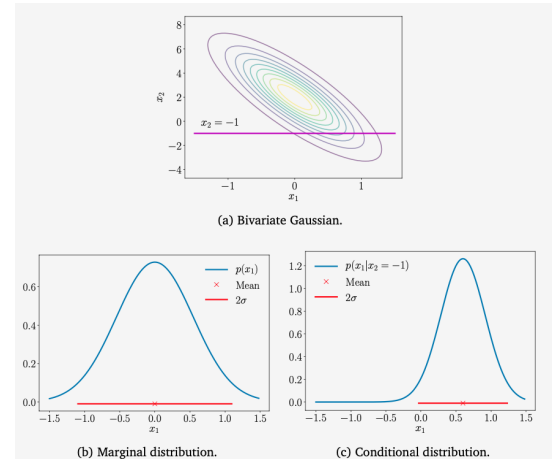 8
6
4
x₂
2
0
x₂ = −1
−2
−4
−1 0 1
x₁
(a) Bivariate Gaussian.
p(x₁)
Mean
2σ
0.6
0.4
0.2
0.0
−1.5 −1.0 −0.5 0.0 0.5 1.0 1.5
x₁
(b) Marginal distribution.
p(x₁|x₂ = −1)
Mean
2σ
1.2
1.0
0.8
0.6
0.4
0.2
0.0
−1.5 −1.0 −0.5 0.0 0.5 1.0 1.5
x₁
(c) Conditional distribution.